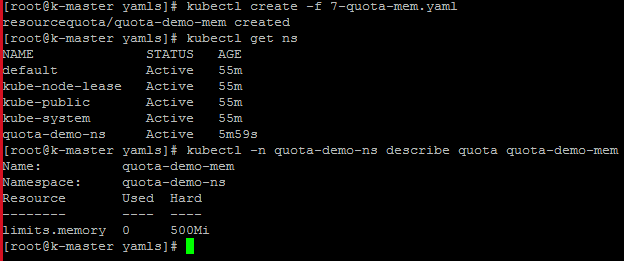 [root@k-master yamls]# kubectl create -f 7-quota-mem.yaml
resourcequota/quota-demo-mem created
[root@k-master yamls]# kubectl get ns
NAME              STATUS   AGE
default           Active   55m
kube-node-lease   Active   55m
kube-public       Active   55m
kube-system       Active   55m
quota-demo-ns     Active   5m59s
[root@k-master yamls]# kubectl -n quota-demo-ns describe quota quota-demo-mem
Name:          quota-demo-mem
Namespace:     quota-demo-ns
Resource       Used  Hard
--------       ----  ----
limits.memory  0     500Mi
[root@k-master yamls]#